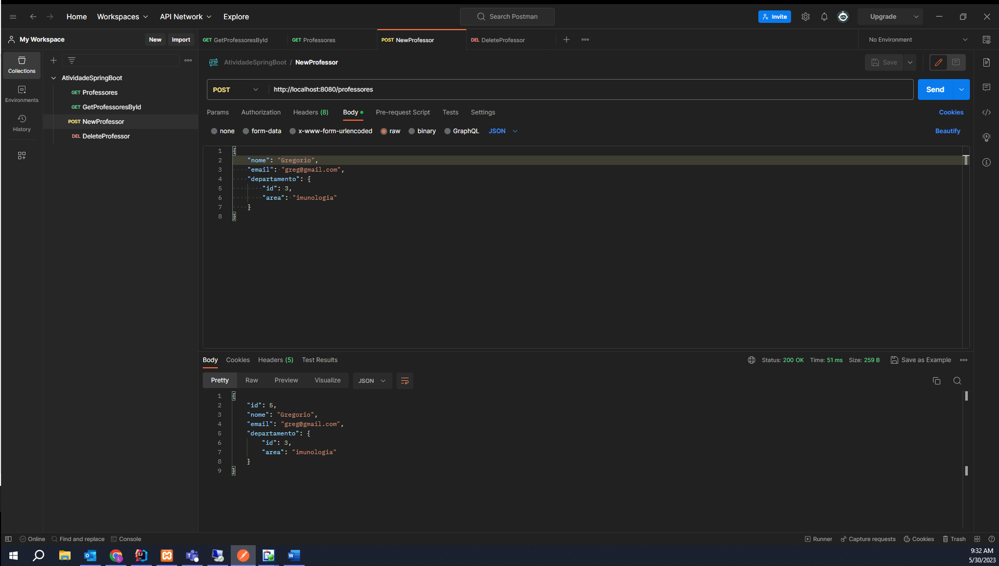 Home Workspaces API Network Explore Search Postman Invite Upgrade
My Workspace New Import GET GetProfessoresById GET Professores POST NewProfessor DEL DeleteProfessor No Environment
Collections
Environments
History
AtividadeSpringBoot
GET Professores
GET GetProfessoresById
POST NewProfessor
DEL DeleteProfessor
HTTP AtividadeSpringBoot / NewProfessor Save
POST http://localhost:8080/professores Send
Params Authorization Headers (8) Body Pre-request Script Tests Settings Cookies
none form-data x-www-form-urlencoded raw binary GraphQL JSON Beautify
1 {
2 "nome": "Gregorio",
3 "email": "greg@gmail.com",
4 "departamento": {
5 "id": 3,
6 "area": "imunologia"
7 }
8 }
Body Cookies Headers (5) Test Results Status: 200 OK Time: 51 ms Size: 259 B Save as Example
Pretty Raw Preview Visualize JSON
1 {
2 "id": 5,
3 "nome": "Gregorio",
4 "email": "greg@gmail.com",
5 "departamento": {
6 "id": 3,
7 "area": "imunologia"
8 }
9 }
Online Find and replace Console Runner Capture requests Cookies Trash
9:32 AM
5/30/2023